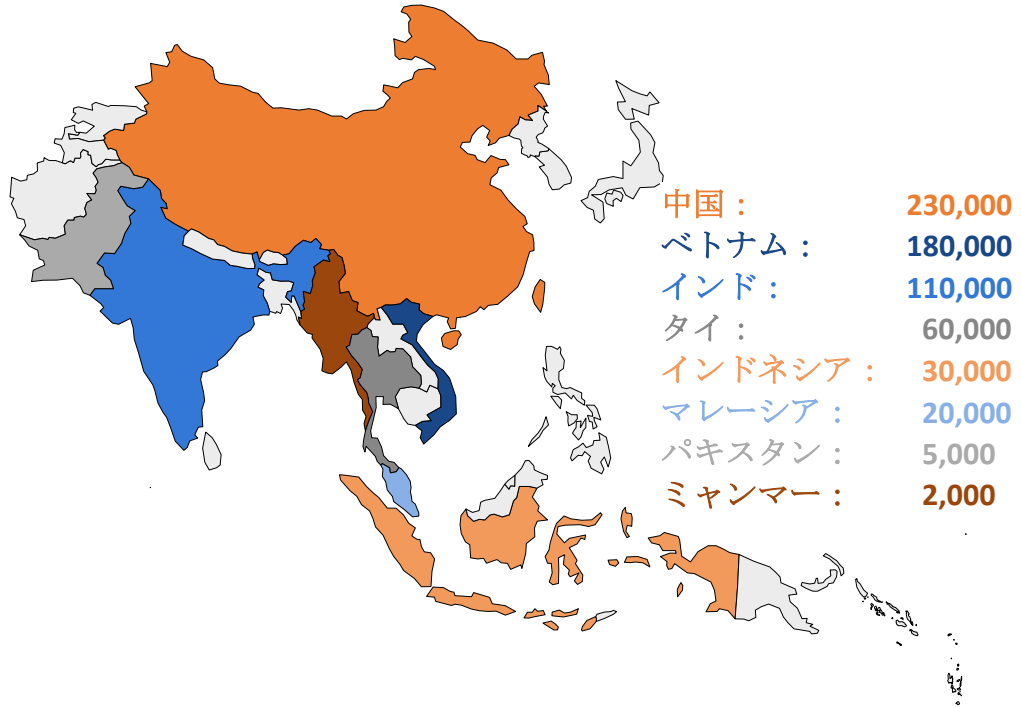 中国： 230,000
ベトナム： 180,000
インド： 110,000
タイ： 60,000
インドネシア： 30,000
マレーシア： 20,000
パキスタン： 5,000
ミャンマー： 2,000